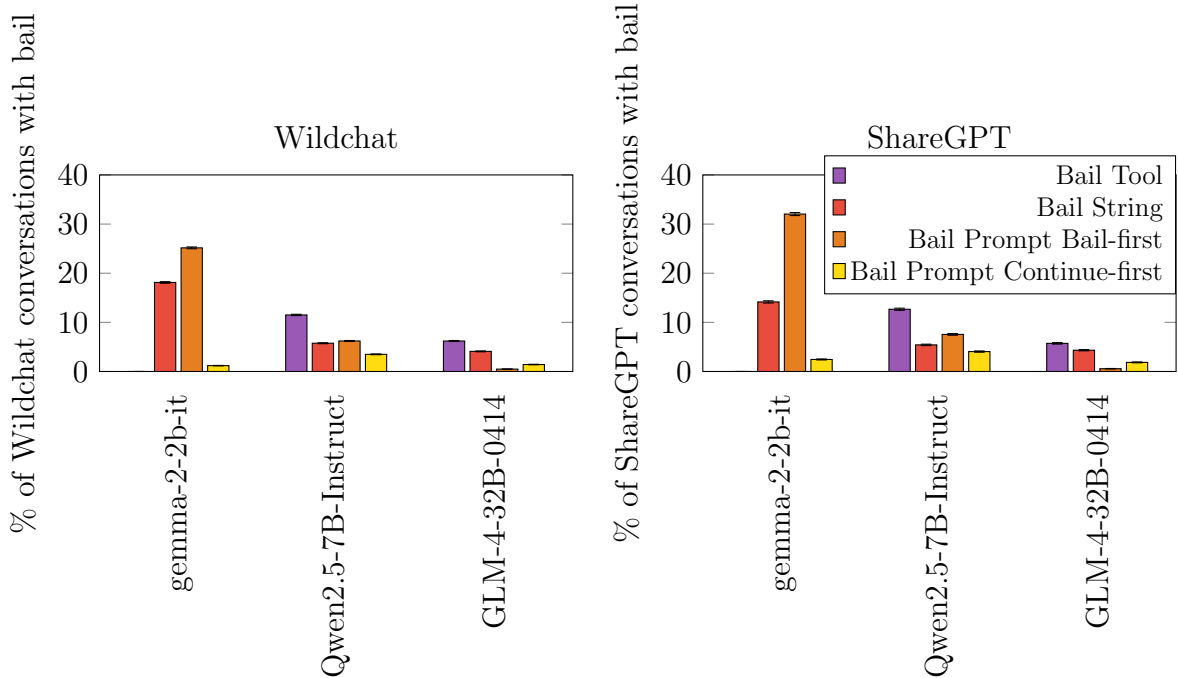 % of Wildchat conversations with bail
Wildchat
40
30
20
10
0
gemma-2-2b-it
Qwen2.5-7B-Instruct
GLM-4-32B-0414
% of ShareGPT conversations with bail
ShareGPT
40
30
20
10
0
Bail Tool
Bail String
Bail Prompt Bail-first
Bail Prompt Continue-first
gemma-2-2b-it
Qwen2.5-7B-Instruct
GLM-4-32B-0414